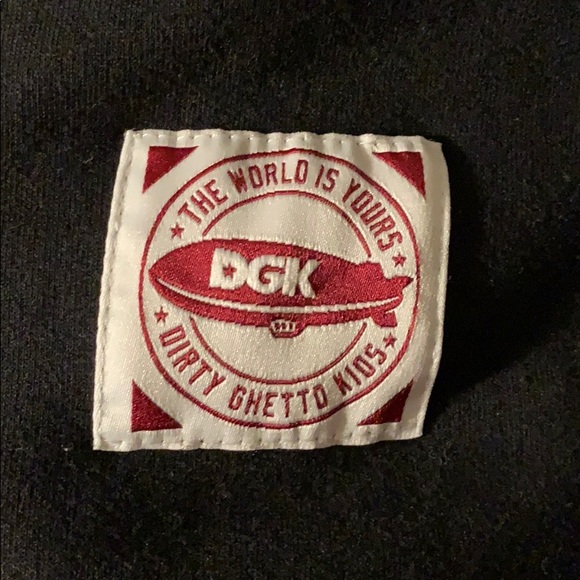 THE WORLD IS YOURS
DGK
DIRTY GHETTO KIDS